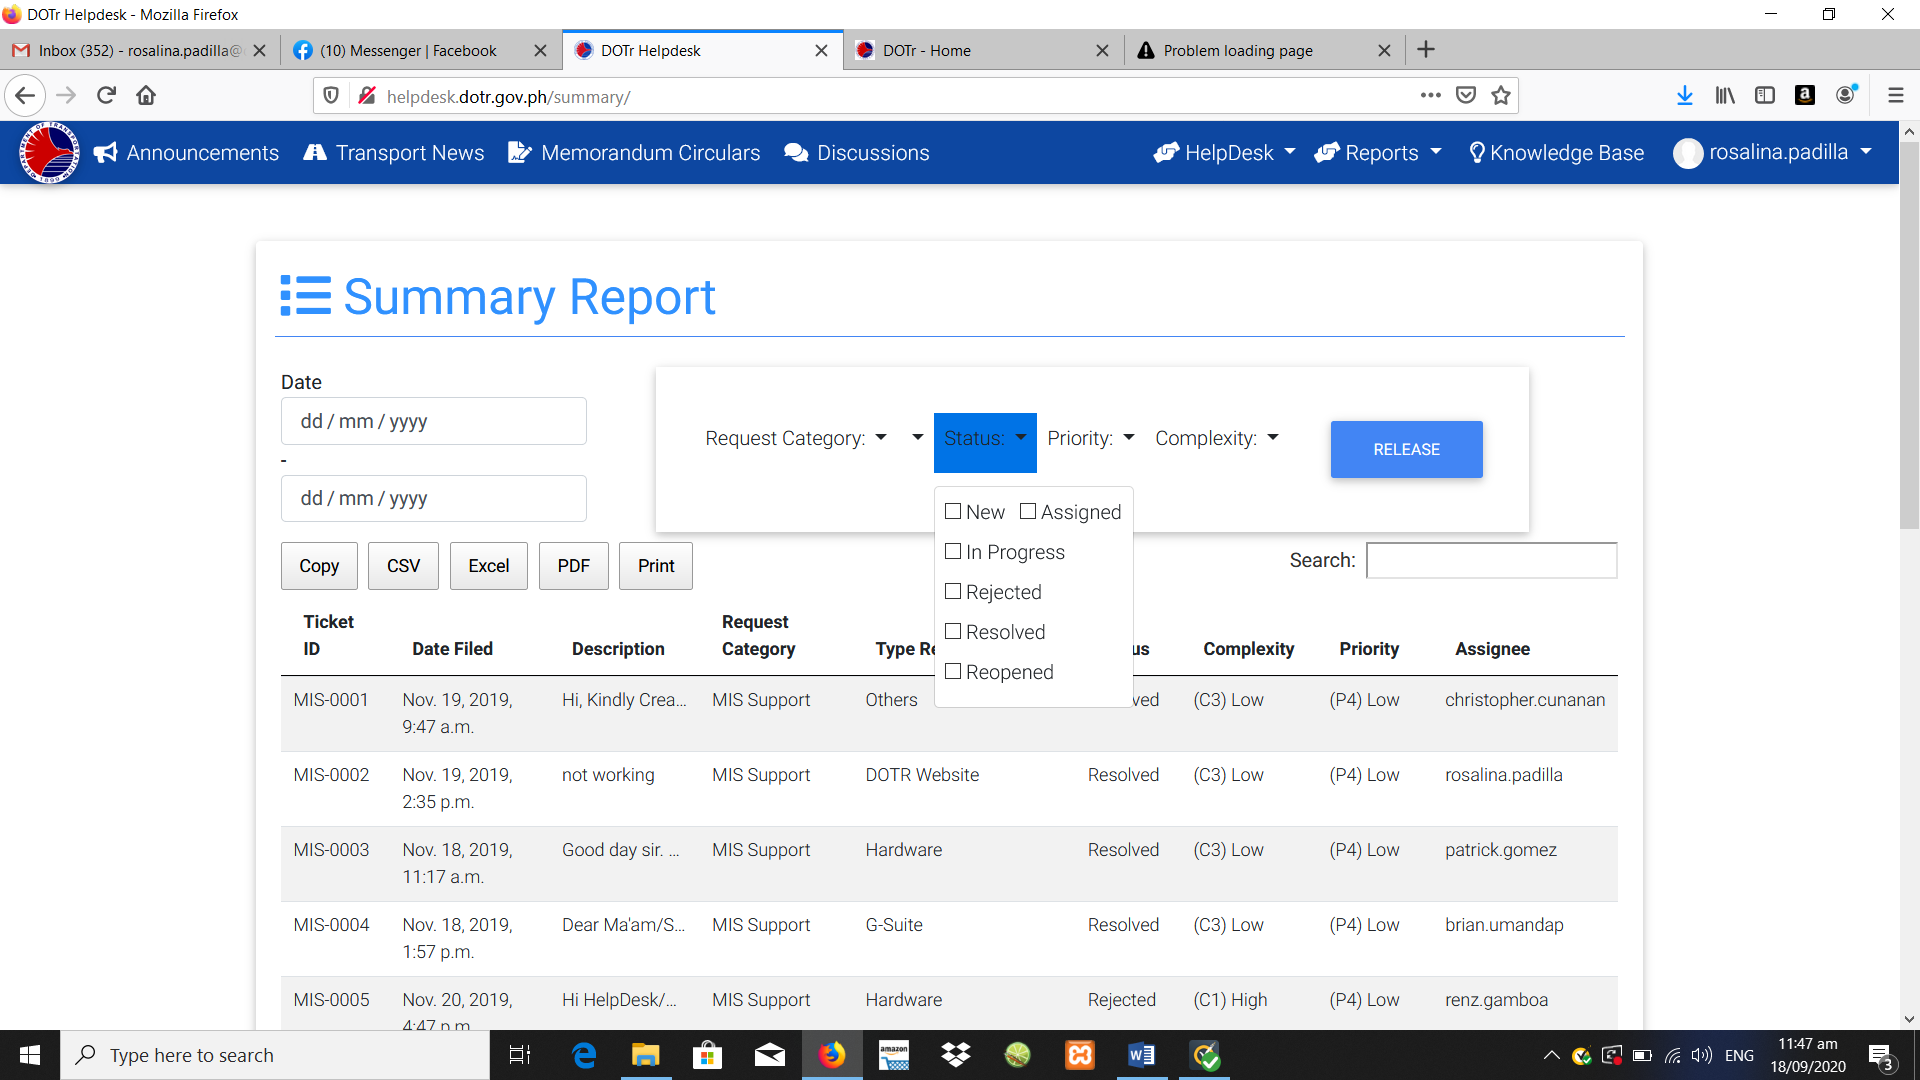 DOTr Helpdesk - Mozilla Firefox
Inbox (352) - rosalina.padilla@
(10) Messenger | Facebook
DOTr Helpdesk
DOTr - Home
Problem loading page
helpdesk.dotr.gov.ph/summary/
Announcements
Transport News
Memorandum Circulars
Discussions
HelpDesk
Reports
Knowledge Base
rosalina.padilla
Summary Report
Date
dd / mm / yyyy
-
dd / mm / yyyy
Request Category:
Status:
Priority:
Complexity:
RELEASE
New Assigned
In Progress
Rejected
Resolved
Reopened
Copy CSV Excel PDF Print
Search:
Ticket ID Date Filed Description Request Category Type Re us Complexity Priority Assignee
MIS-0001 Nov. 19, 2019, 9:47 a.m. Hi, Kindly Crea... MIS Support Others ved (C3) Low (P4) Low christopher.cunanan
MIS-0002 Nov. 19, 2019, 2:35 p.m. not working MIS Support DOTR Website Resolved (C3) Low (P4) Low rosalina.padilla
MIS-0003 Nov. 18, 2019, 11:17 a.m. Good day sir. ... MIS Support Hardware Resolved (C3) Low (P4) Low patrick.gomez
MIS-0004 Nov. 18, 2019, 1:57 p.m. Dear Ma'am/S... MIS Support G-Suite Resolved (C3) Low (P4) Low brian.umandap
MIS-0005 Nov. 20, 2019, 4:47 p.m. Hi HelpDesk/... MIS Support Hardware Rejected (C1) High (P4) Low renz.gamboa
Type here to search
amazon
ENG
11:47 am
18/09/2020
3